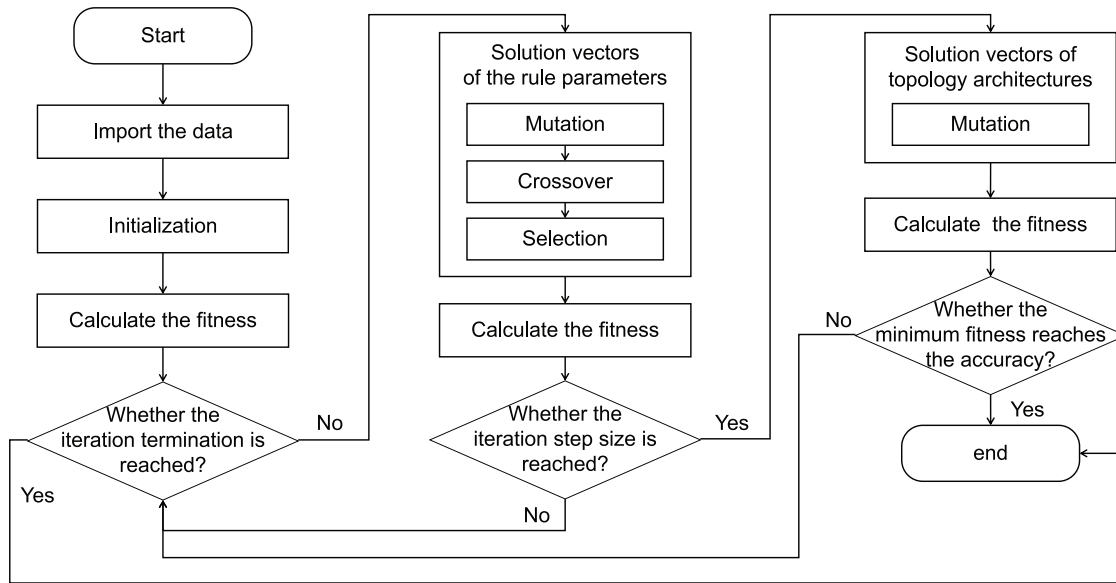 Start
Import the data
Initialization
Calculate the fitness
Whether the
iteration termination is
reached?
Yes
No
Solution vectors
of the rule parameters
Mutation
Crossover
Selection
Calculate the fitness
Whether the
iteration step size is
reached?
No
Yes
Solution vectors of
topology architectures
Mutation
Calculate  the fitness
Whether the
minimum fitness reaches
the accuracy?
No
Yes
end